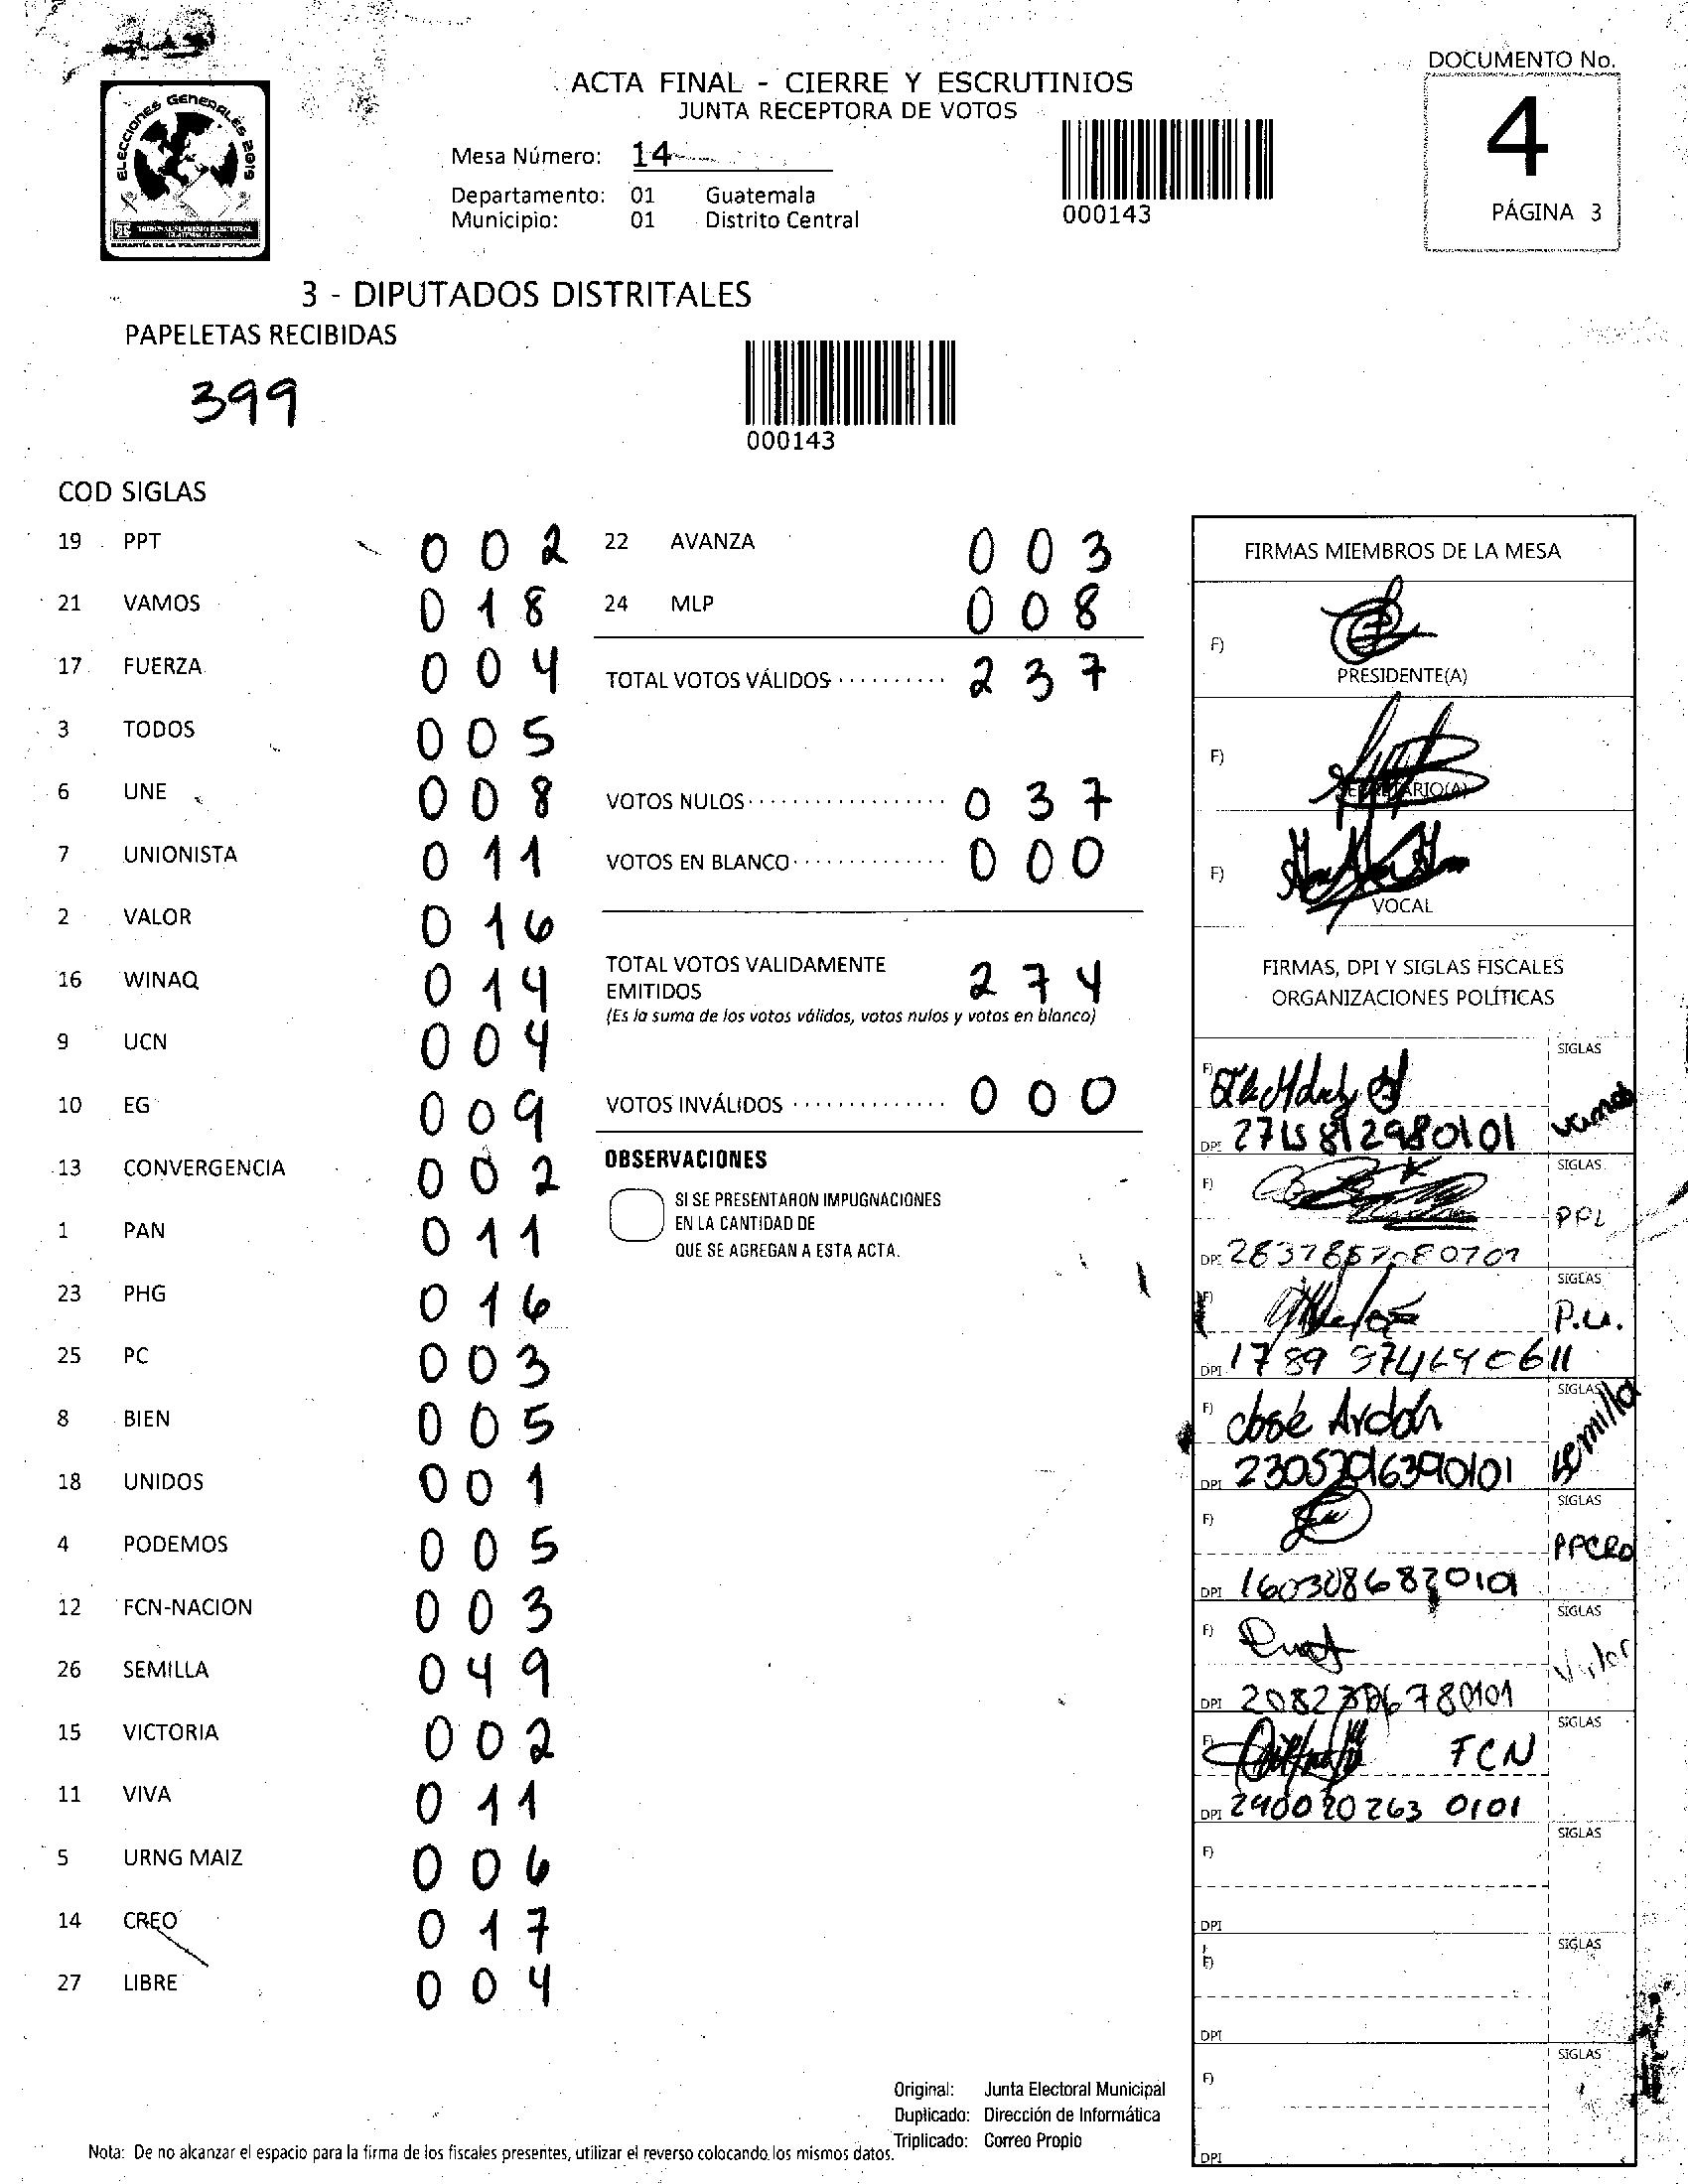 DOCUMENTO No.
4
PÁGINA 3
ELECCIONES GENERALES 2019
TRIBUNAL SUPREMO ELECTORAL
GUATEMALA, C.A.
GARANTÍA DE LA VOLUNTAD POPULAR
ACTA FINAL - CIERRE Y ESCRUTINIOS
JUNTA RECEPTORA DE VOTOS
Mesa Número: 14
Departamento: 01 Guatemala
Municipio: 01 Distrito Central
000143
3 - DIPUTADOS DISTRITALES
PAPELETAS RECIBIDAS
399
000143
COD SIGLAS
19 PPT 0 0 2
21 VAMOS 0 1 8
17 FUERZA 0 0 4
3 TODOS 0 0 5
6 UNE 0 0 8
7 UNIONISTA 0 1 1
2 VALOR 0 1 6
16 WINAQ 0 1 4
9 UCN 0 0 4
10 EG 0 0 9
13 CONVERGENCIA 0 0 2
1 PAN 0 1 1
23 PHG 0 1 6
25 PC 0 0 3
8 BIEN 0 0 5
18 UNIDOS 0 0 1
4 PODEMOS 0 0 5
12 FCN-NACION 0 0 3
26 SEMILLA 0 4 9
15 VICTORIA 0 0 2
11 VIVA 0 1 1
5 URNG MAIZ 0 0 6
14 CREO 0 1 7
27 LIBRE 0 0 4
22 AVANZA 0 0 3
24 MLP 0 0 8
TOTAL VOTOS VÁLIDOS .......... 2 3 7
VOTOS NULOS ................. 0 3 7
VOTOS EN BLANCO .............. 0 0 0
TOTAL VOTOS VALIDAMENTE
EMITIDOS 2 7 4
(Es la suma de los votos válidos, votos nulos y votos en blanco)
VOTOS INVÁLIDOS .............. 0 0 0
OBSERVACIONES
SI SE PRESENTARON IMPUGNACIONES
EN LA CANTIDAD DE
QUE SE AGREGAN A ESTA ACTA.
FIRMAS MIEMBROS DE LA MESA
F)
PRESIDENTE(A)
F)
SECRETARIO(A)
F)
VOCAL
FIRMAS, DPI Y SIGLAS FISCALES
ORGANIZACIONES POLÍTICAS
F) SIGLAS
DPI vamos
F) SIGLAS
PPL
DPI
F) SIGLAS
P.U.
DPI
F) José Ardón SIGLAS
DPI semilla
F) SIGLAS
PPCRO
DPI
F) SIGLAS
Valor
DPI
F) SIGLAS
FCN
DPI 0101
F) SIGLAS
DPI
F) SIGLAS
DPI
F) SIGLAS
DPI
Original: Junta Electoral Municipal
Duplicado: Dirección de Informática
Triplicado: Correo Propio
Nota: De no alcanzar el espacio para la firma de los fiscales presentes, utilizar el reverso colocando los mismos datos.